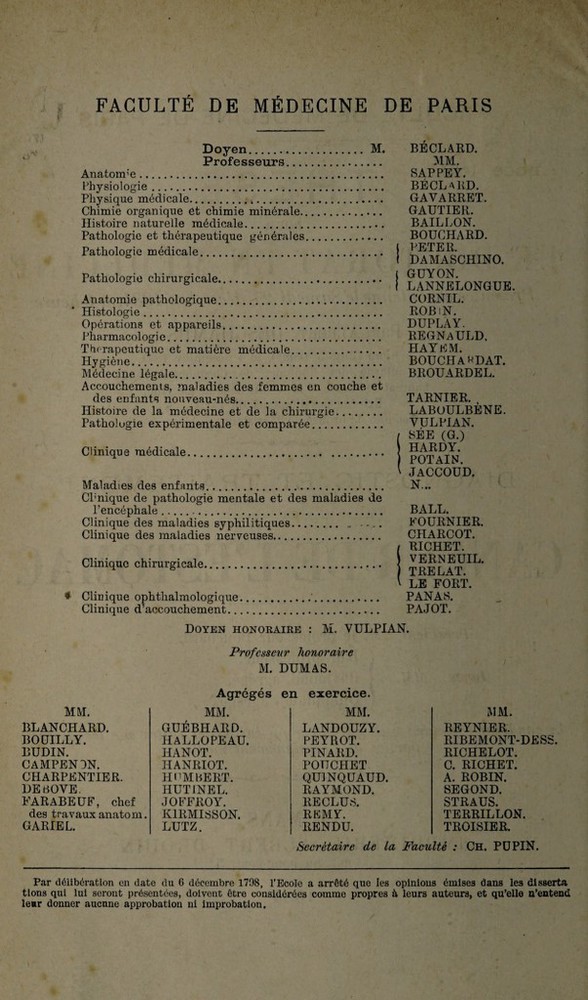 FACULTÉ DE MÉDECINE DE PARIS
Doyen.................... M. BÉCLARD.
Professeurs................ MM.
Anatom'e................ SAPPEY.
Physiologie................ BECLARD.
Physique médicale................ GAVARRET.
Chimie organique et chimie minérale................ GAUTIER.
Histoire naturelle médicale................ BAILLON.
Pathologie et thérapeutique générales................ BOUCHARD.
Pathologie médicale................ { PETER.
DAMASCHINO.
Pathologie chirurgicale................ { GUYON.
LANNELONGUE.
Anatomie pathologique................ CORNIL.
Histologie................ ROBIN.
Opérations et appareils................ DUPLAY.
Pharmacologie................ REGNAULD.
Thérapeutique et matière médicale................ HAYEM.
Hygiène................ BOUCHARDAT.
Médecine légale................ BROUARDEL.
Accouchements, maladies des femmes en couche et
des enfants nouveau-nés................ TARNIER.
Histoire de la médecine et de la chirurgie........ LABOULBÈNE.
Pathologie expérimentale et comparée............ VULPIAN.
Clinique médicale................ { SÉE (G.)
HARDY.
POTAIN.
JACCOUD.
Maladies des enfants................ N...
Clinique de pathologie mentale et des maladies de
l'encéphale................ BALL.
Clinique des maladies syphilitiques................ FOURNIER.
Clinique des maladies nerveuses................ CHARCOT.
Clinique chirurgicale................ { RICHET.
VERNEUIL.
TRELAT.
LE FORT.
Clinique ophthalmologique................ PANAS.
Clinique d'accouchement................ PAJOT.
DOYEN HONORAIRE : M. VULPIAN.
Professeur honoraire
M. DUMAS.
Agrégés en exercice.
MM. MM. MM. MM.
BLANCHARD. GUÉBHARD. LANDOUZY. REYNIER.
BOUILLY. HALLOPEAU. PEYROT. RIBEMONT-DESS.
BUDIN. HANOT. PINARD. RICHELOT.
CAMPENON. HANRIOT. POUCHET C. RICHET.
CHARPENTIER. HUMBERT. QUINQUAUD. A. ROBIN.
DEBOVE. HUTINEL. RAYMOND. SEGOND.
FARABEUF, chef JOFFROY. RECLUS. STRAUS.
des travaux anatom. KIRMISSON. REMY. TERRILLON.
GARIEL. LUTZ. RENDU. TROISIER.
Secrétaire de la Faculté : CH. PUPIN.
Par délibération en date du 6 décembre 1798, l'Ecole a arrêté que les opinions émises dans les disserta
tions qui lui seront présentées, doivent être considérées comme propres à leurs auteurs, et qu'elle n'entend
leur donner aucune approbation ni improbation.